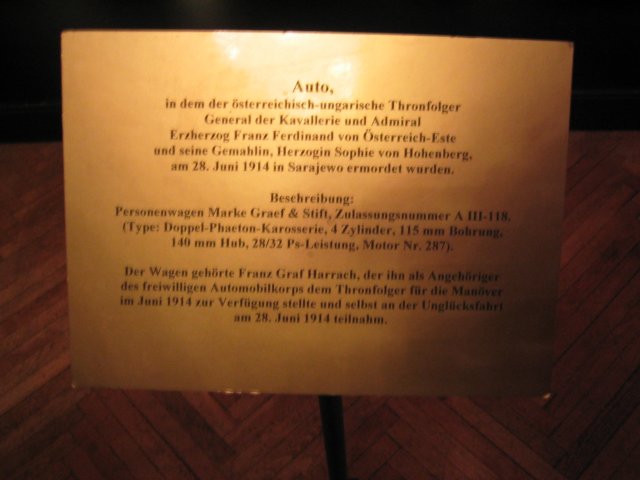 Auto,
in dem der österreichisch-ungarische Thronfolger
General der Kavallerie und Admiral
Erzherzog Franz Ferdinand von Österreich-Este
und seine Gemahlin, Herzogin Sophie von Hohenberg,
am 28. Juni 1914 in Sarajewo ermordet wurden.
Beschreibung:
Personenwagen Marke Graef & Stift, Zulassungsnummer A III-118.
(Type: Doppel-Phaeton-Karosserie, 4 Zylinder, 115 mm Bohrung,
140 mm Hub, 28/32 Ps-Leistung, Motor Nr. 287).
Der Wagen gehörte Franz Graf Harrach, der ihn als Angehöriger
des freiwilligen Automobilkorps dem Thronfolger für die Manöver
im Juni 1914 zur Verfügung stellte und selbst an der Unglücksfahrt
am 28. Juni 1914 teilnahm.